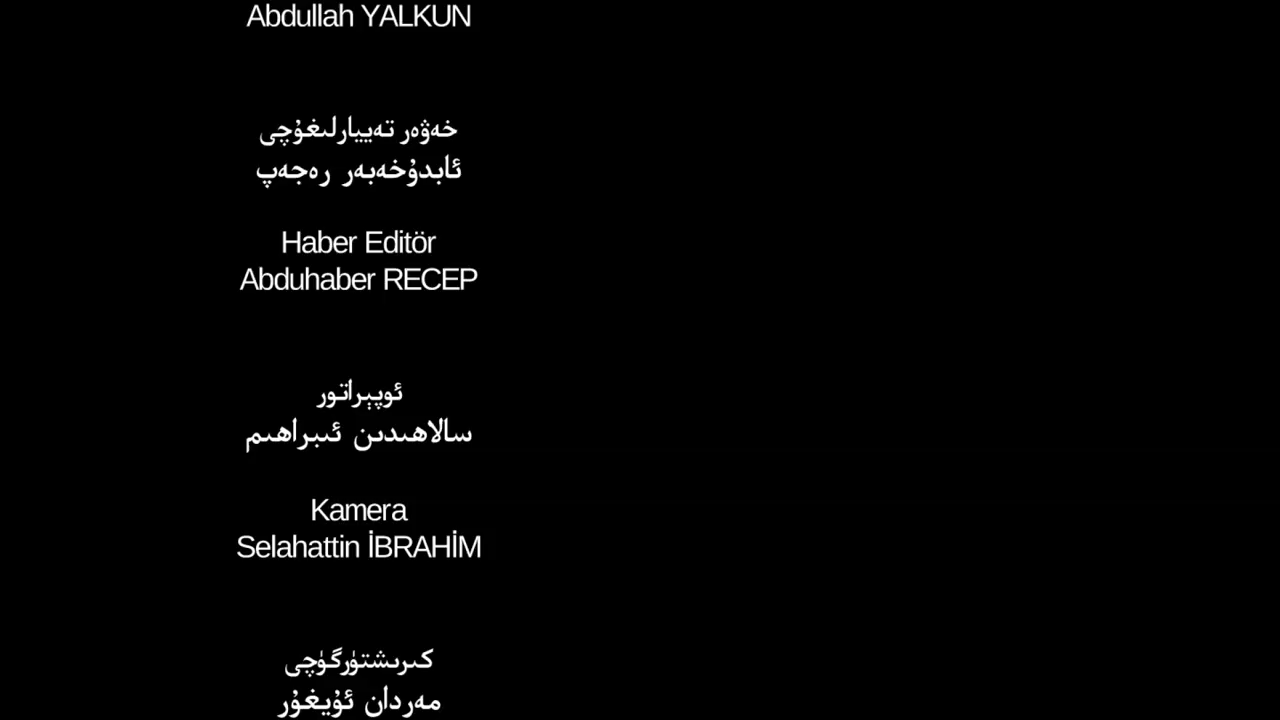 Abdullah YALKUN
خەۋەر تەييارلىغۇچى
ئابدۇخەبەر رەجەپ
Haber Editör
Abduhaber RECEP
ئوپېراتور
سالاھىدىن ئىبراھىم
Kamera
Selahattin İBRAHİM
كىرىشتۈرگۈچى
مەردان ئۇيغۇر